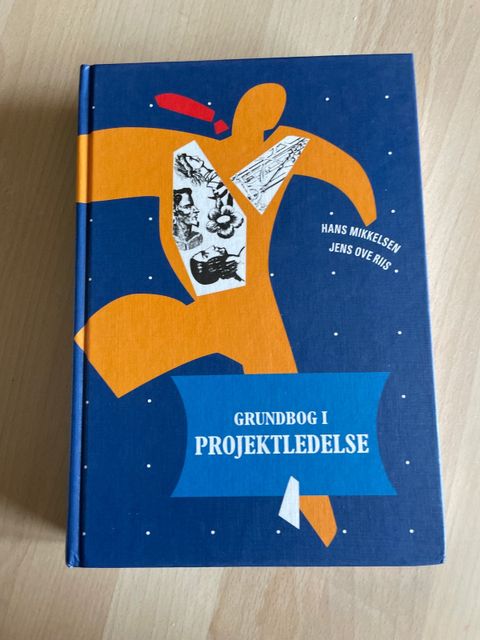 HANS MIKKELSEN
JENS OVE RIIS
GRUNDBOG I
PROJEKTLEDELSE